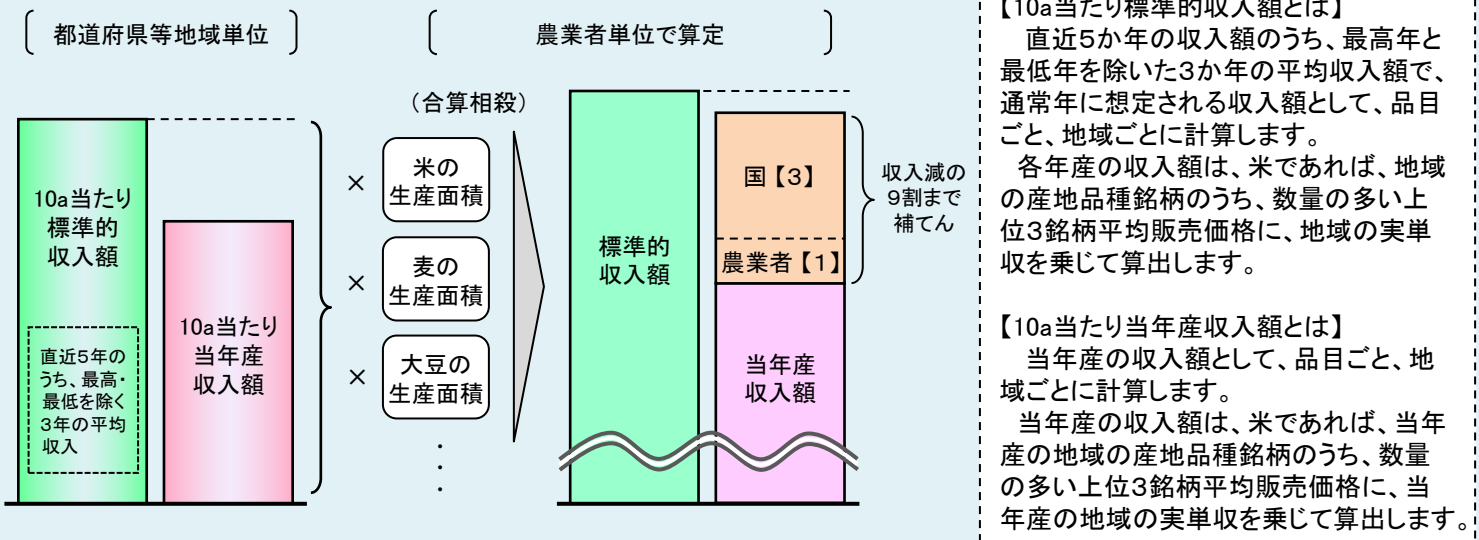 〔 都道府県等地域単位 〕
〔 農業者単位で算定 〕
10a当たり
標準的
収入額
直近5年の
うち、最高・
最低を除く
3年の平均
収入
10a当たり
当年産
収入額
（合算相殺）
×
米の
生産面積
×
麦の
生産面積
×
大豆の
生産面積
・
・
・
標準的
収入額
国【3】
農業者【1】
当年産
収入額
収入減の
9割まで
補てん
【10a当たり標準的収入額とは】
直近5か年の収入額のうち、最高年と
最低年を除いた3か年の平均収入額で、
通常年に想定される収入額として、品目
ごと、地域ごとに計算します。
各年産の収入額は、米であれば、地域
の産地品種銘柄のうち、数量の多い上
位3銘柄平均販売価格に、地域の実単
収を乗じて算出します。
【10a当たり当年産収入額とは】
当年産の収入額として、品目ごと、地
域ごとに計算します。
当年産の収入額は、米であれば、当年
産の地域の産地品種銘柄のうち、数量
の多い上位3銘柄平均販売価格に、当
年産の地域の実単収を乗じて算出します。